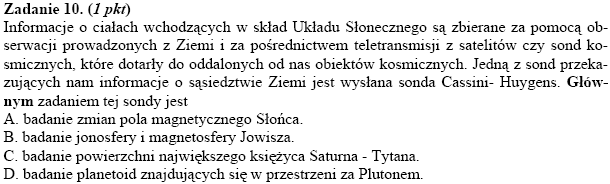 Zadanie 10. (1 pkt)
Informacje o ciałach wchodzących w skład Układu Słonecznego są zbierane za pomocą ob-
serwacji prowadzonych z Ziemi i za pośrednictwem teletransmisji z satelitów czy sond ko-
smicznych, które dotarły do oddalonych od nas obiektów kosmicznych. Jedną z sond przeka-
zujących nam informacje o sąsiedztwie Ziemi jest wysłana sonda Cassini- Huygens. Głów-
nym zadaniem tej sondy jest
A. badanie zmian pola magnetycznego Słońca.
B. badanie jonosfery i magnetosfery Jowisza.
C. badanie powierzchni największego księżyca Saturna - Tytana.
D. badanie planetoid znajdujących się w przestrzeni za Plutonem.